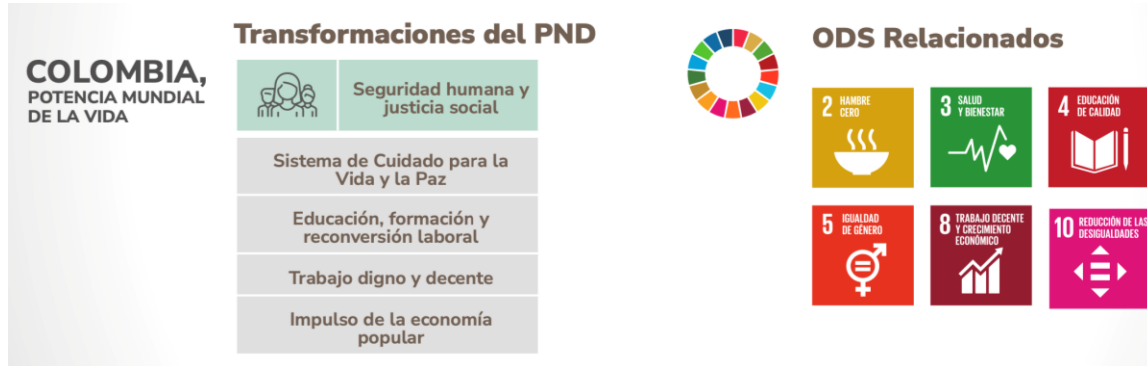 COLOMBIA,
POTENCIA MUNDIAL
DE LA VIDA
Transformaciones del PND
Seguridad humana y
justicia social
Sistema de Cuidado para la
Vida y la Paz
Educación, formación y
reconversión laboral
Trabajo digno y decente
Impulso de la economía
popular
ODS Relacionados
2 HAMBRE
CERO
3 SALUD
Y BIENESTAR
4 EDUCACIÓN
DE CALIDAD
5 IGUALDAD
DE GÉNERO
8 TRABAJO DECENTE
Y CRECIMIENTO
ECONÓMICO
10 REDUCCIÓN DE LAS
DESIGUALDADES